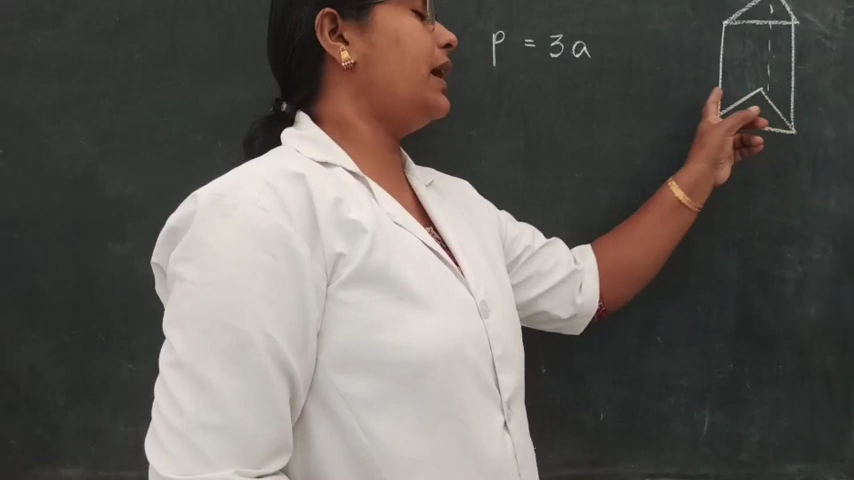 p = 3a